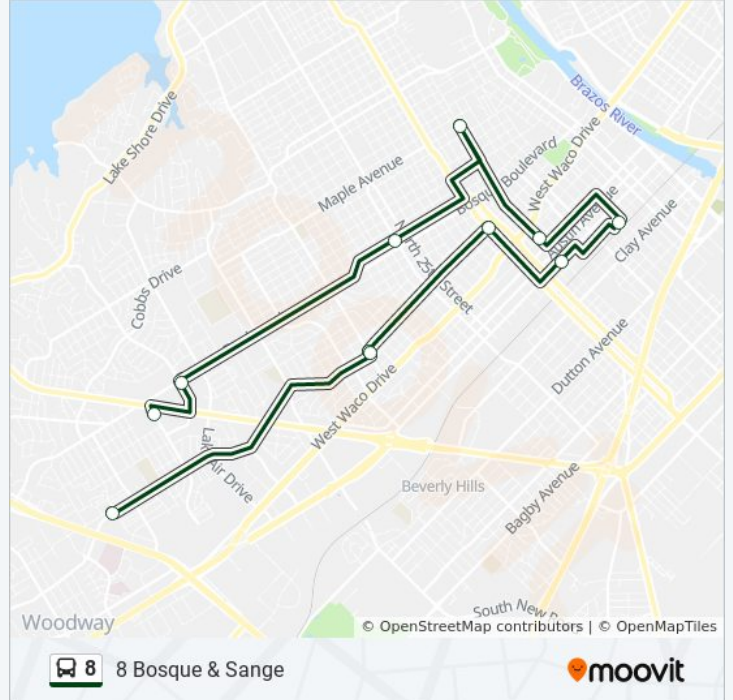 Brazos River
Lake Shore Drive
Maple Avenue
Bosque Boulevard
West Waco Drive
Austin Avenue
Clay Avenue
North 25th Street
Cobbs Drive
Dutton Avenue
West Waco Drive
Lake Air Drive
Beverly Hills
Bagby Avenue
South New R
Woodway
© OpenStreetMap contributors | © OpenMapTiles
8 8 Bosque & Sange
moovit